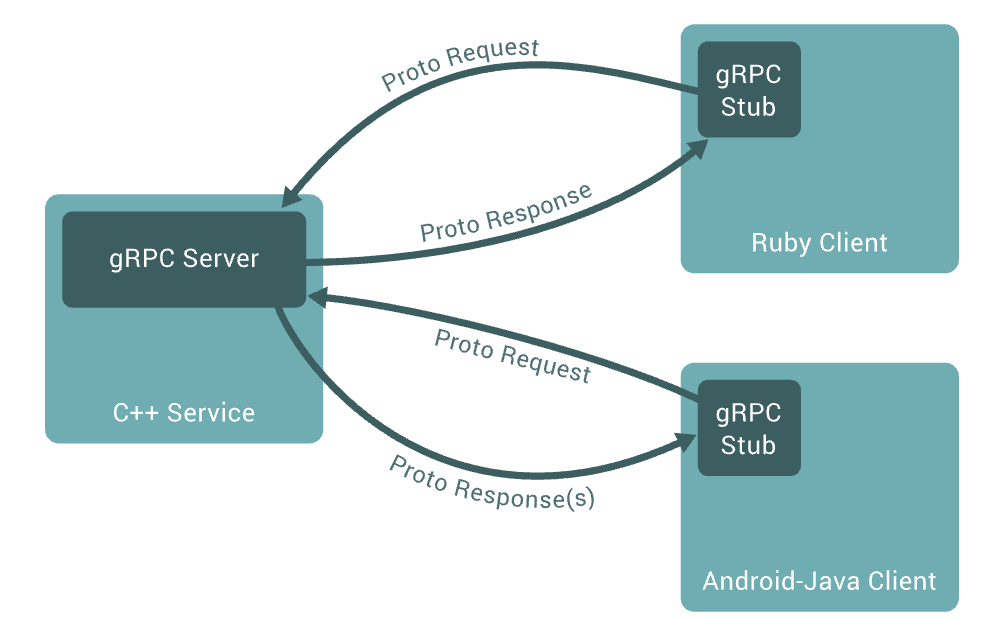 Proto Request
gRPC
Stub
Proto Response
Ruby Client
gRPC Server
C++ Service
Proto Request
gRPC
Stub
Proto Response(s)
Android-Java Client